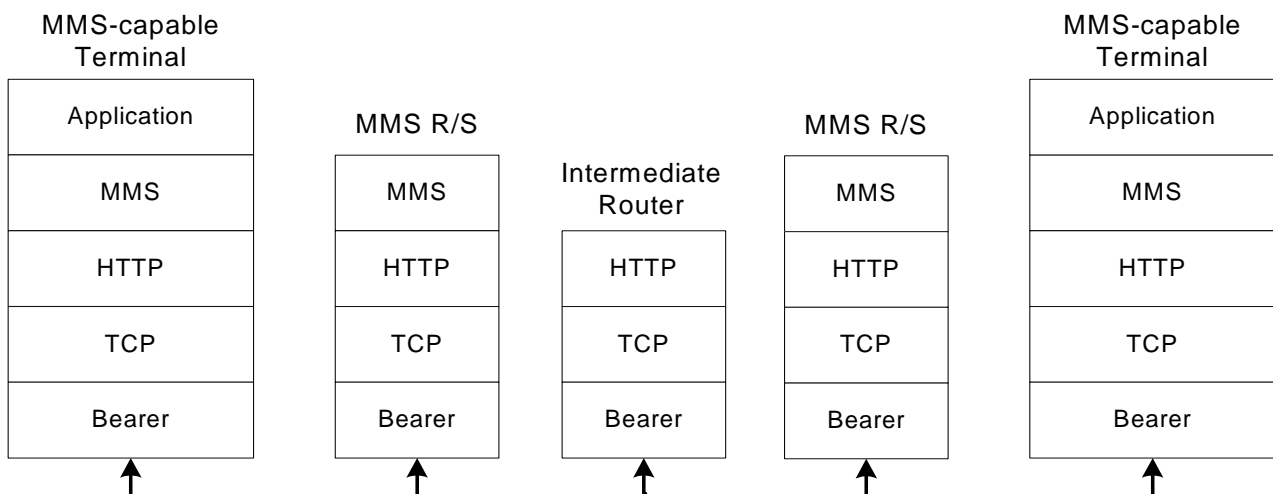 MMS-capable
Terminal
Application
MMS
HTTP
TCP
Bearer
MMS R/S
MMS
HTTP
TCP
Bearer
Intermediate
Router
HTTP
TCP
Bearer
MMS R/S
MMS
HTTP
TCP
Bearer
MMS-capable
Terminal
Application
MMS
HTTP
TCP
Bearer